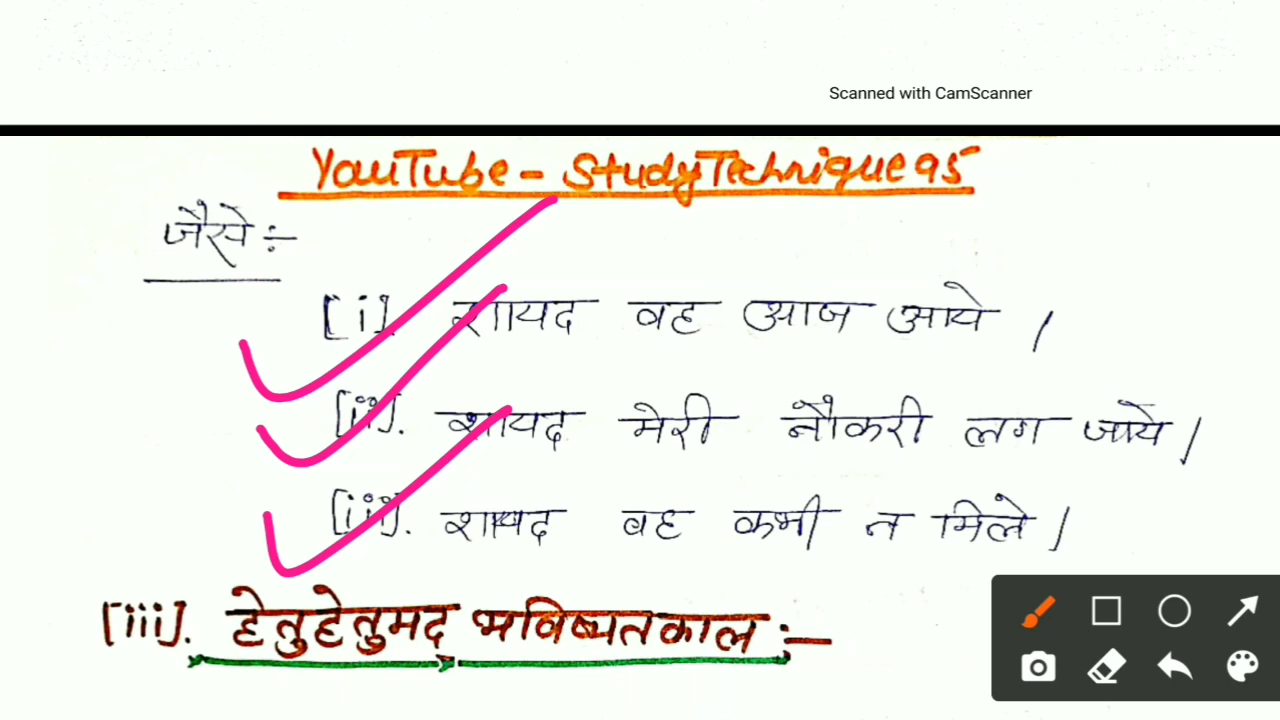 Scanned with CamScanner
YouTube - StudyTechnique95
जैसे :-
[i] शायद वह आज आये ।
[ii]. शायद मेरी नौकरी लग जाये ।
[iii]. शायद वह कभी न मिले ।
[iii]. हेतुहेतुमद भविष्यतकाल :-